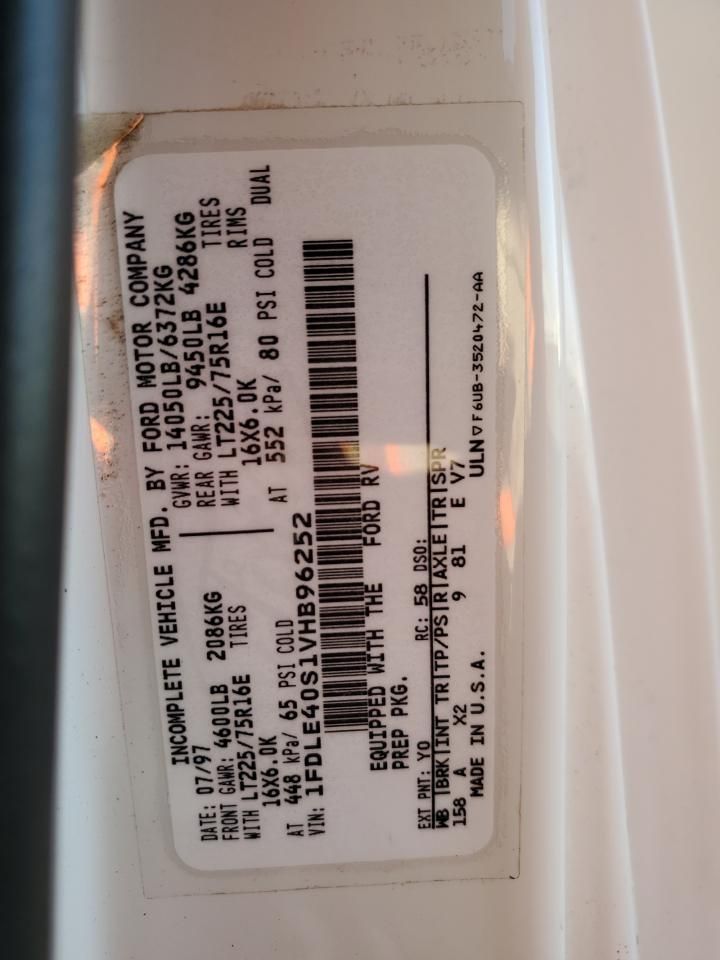 INCOMPLETE VEHICLE MFD. BY FORD MOTOR COMPANY
DATE: 07/97 GVWR: 14050LB/6372KG
FRONT GAWR: 4600LB 2086KG REAR GAWR: 9450LB 4286KG
WITH LT225/75R16E TIRES WITH LT225/75R16E TIRES
16X6.0K 16X6.0K RIMS
AT 448 kPa/ 65 PSI COLD AT 552 kPa/ 80 PSI COLD DUAL
VIN: 1FDLE40S1VHB96252
EQUIPPED WITH THE FORD RV
PREP PKG.
EXT PNT: YO RC: 58 DSO:
WB BRK INT TR TP/PS R AXLE TR SPR
158 A X2 9 81 E V7
MADE IN U.S.A. ULN ▽ F6UB-3520472-AA